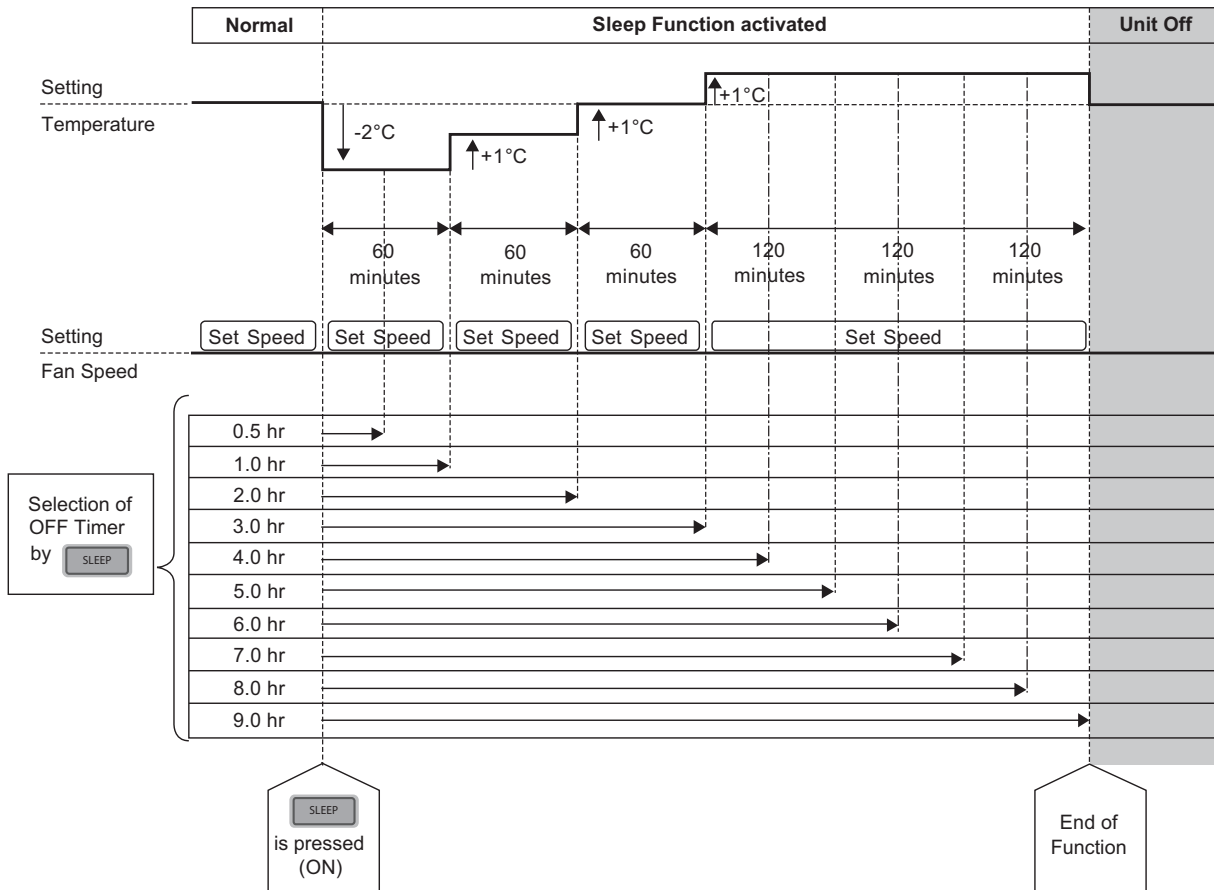 Normal Sleep Function activated Unit Off
Setting
Temperature
-2°C
+1°C
+1°C
+1°C
60
minutes
60
minutes
60
minutes
120
minutes
120
minutes
120
minutes
Setting
Fan Speed
Set Speed Set Speed Set Speed Set Speed Set Speed
Selection of
OFF Timer
by SLEEP
0.5 hr
1.0 hr
2.0 hr
3.0 hr
4.0 hr
5.0 hr
6.0 hr
7.0 hr
8.0 hr
9.0 hr
SLEEP
is pressed
(ON)
End of
Function